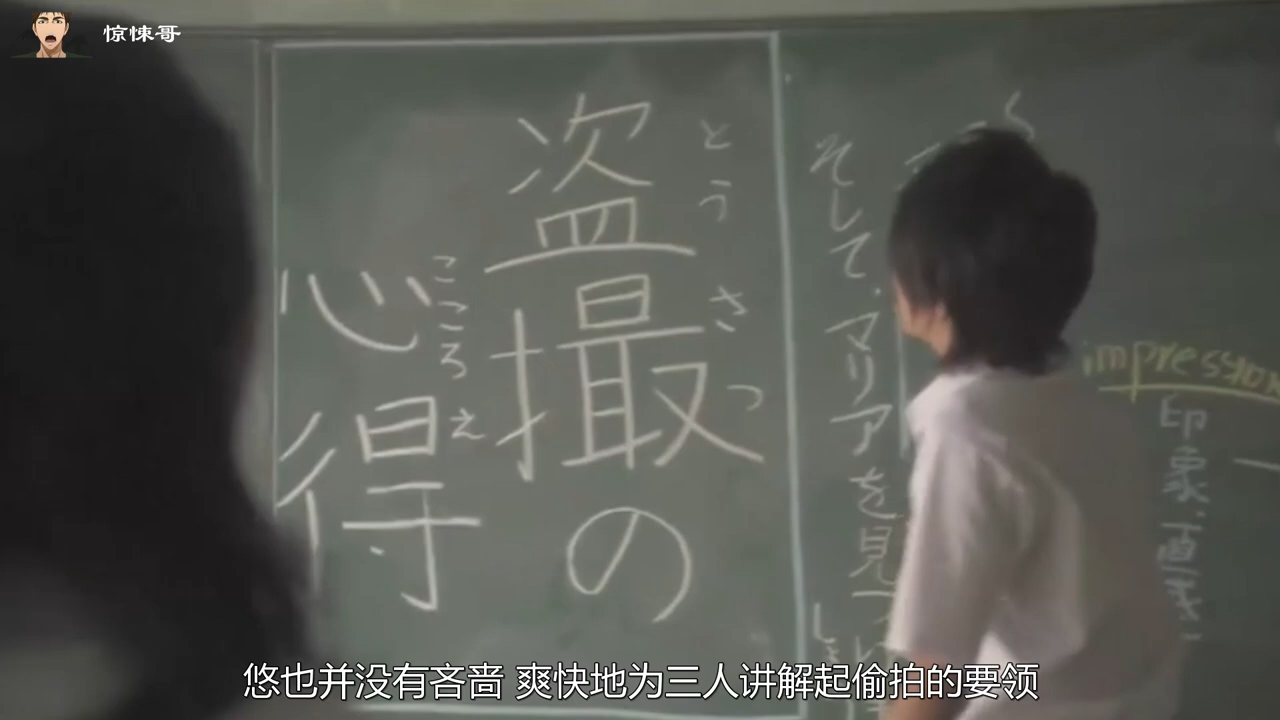 惊悚哥
そして、マリアを見
盗撮の
とうさつ
心得
こころえ
impression
印象、直
悠也并没有吝啬 爽快地为三人讲解起偷拍的要领